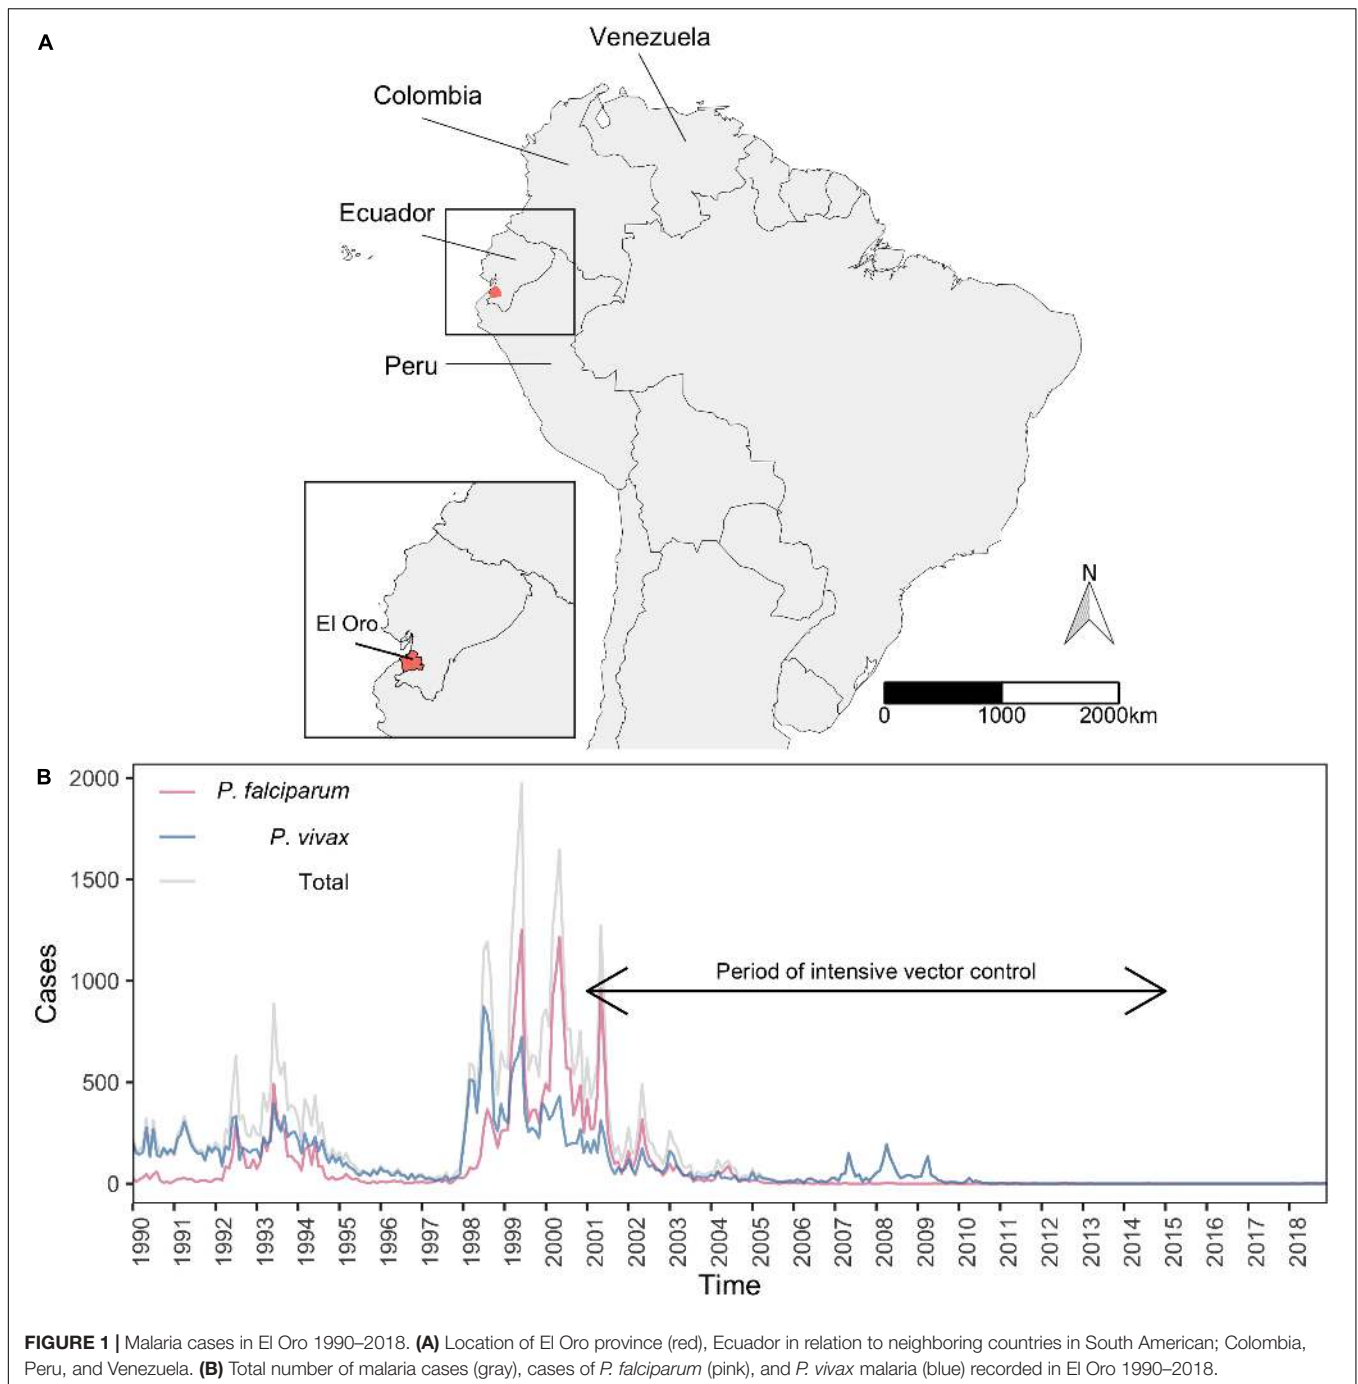 A
Venezuela
Colombia
Ecuador
Peru
El Oro
N
0 1000 2000km
B
2000
1500
1000
500
0
Cases
P. falciparum
P. vivax
Total
Period of intensive vector control
1990 1991 1992 1993 1994 1995 1996 1997 1998 1999 2000 2001 2002 2003 2004 2005 2006 2007 2008 2009 2010 2011 2012 2013 2014 2015 2016 2017 2018
Time
FIGURE 1 | Malaria cases in El Oro 1990–2018. (A) Location of El Oro province (red), Ecuador in relation to neighboring countries in South American; Colombia,
Peru, and Venezuela. (B) Total number of malaria cases (gray), cases of P. falciparum (pink), and P. vivax malaria (blue) recorded in El Oro 1990–2018.